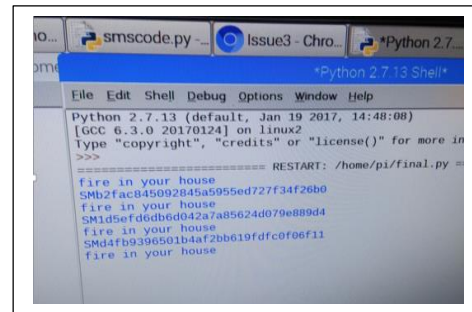 smscode.py -... Issue3 - Chro... *Python 2.7....
*Python 2.7.13 Shell*
File Edit Shell Debug Options Window Help
Python 2.7.13 (default, Jan 19 2017, 14:48:08)
[GCC 6.3.0 20170124] on linux2
Type "copyright", "credits" or "license()" for more in
>>>
========================= RESTART: /home/pi/final.py ==
fire in your house
SMb2fac845092845a5955ed727f34f26b0
fire in your house
SM1d5efd6db6d042a7a85624d079e889d4
fire in your house
SMd4fb9396501b4af2bb619fdfc0f06f11
fire in your house